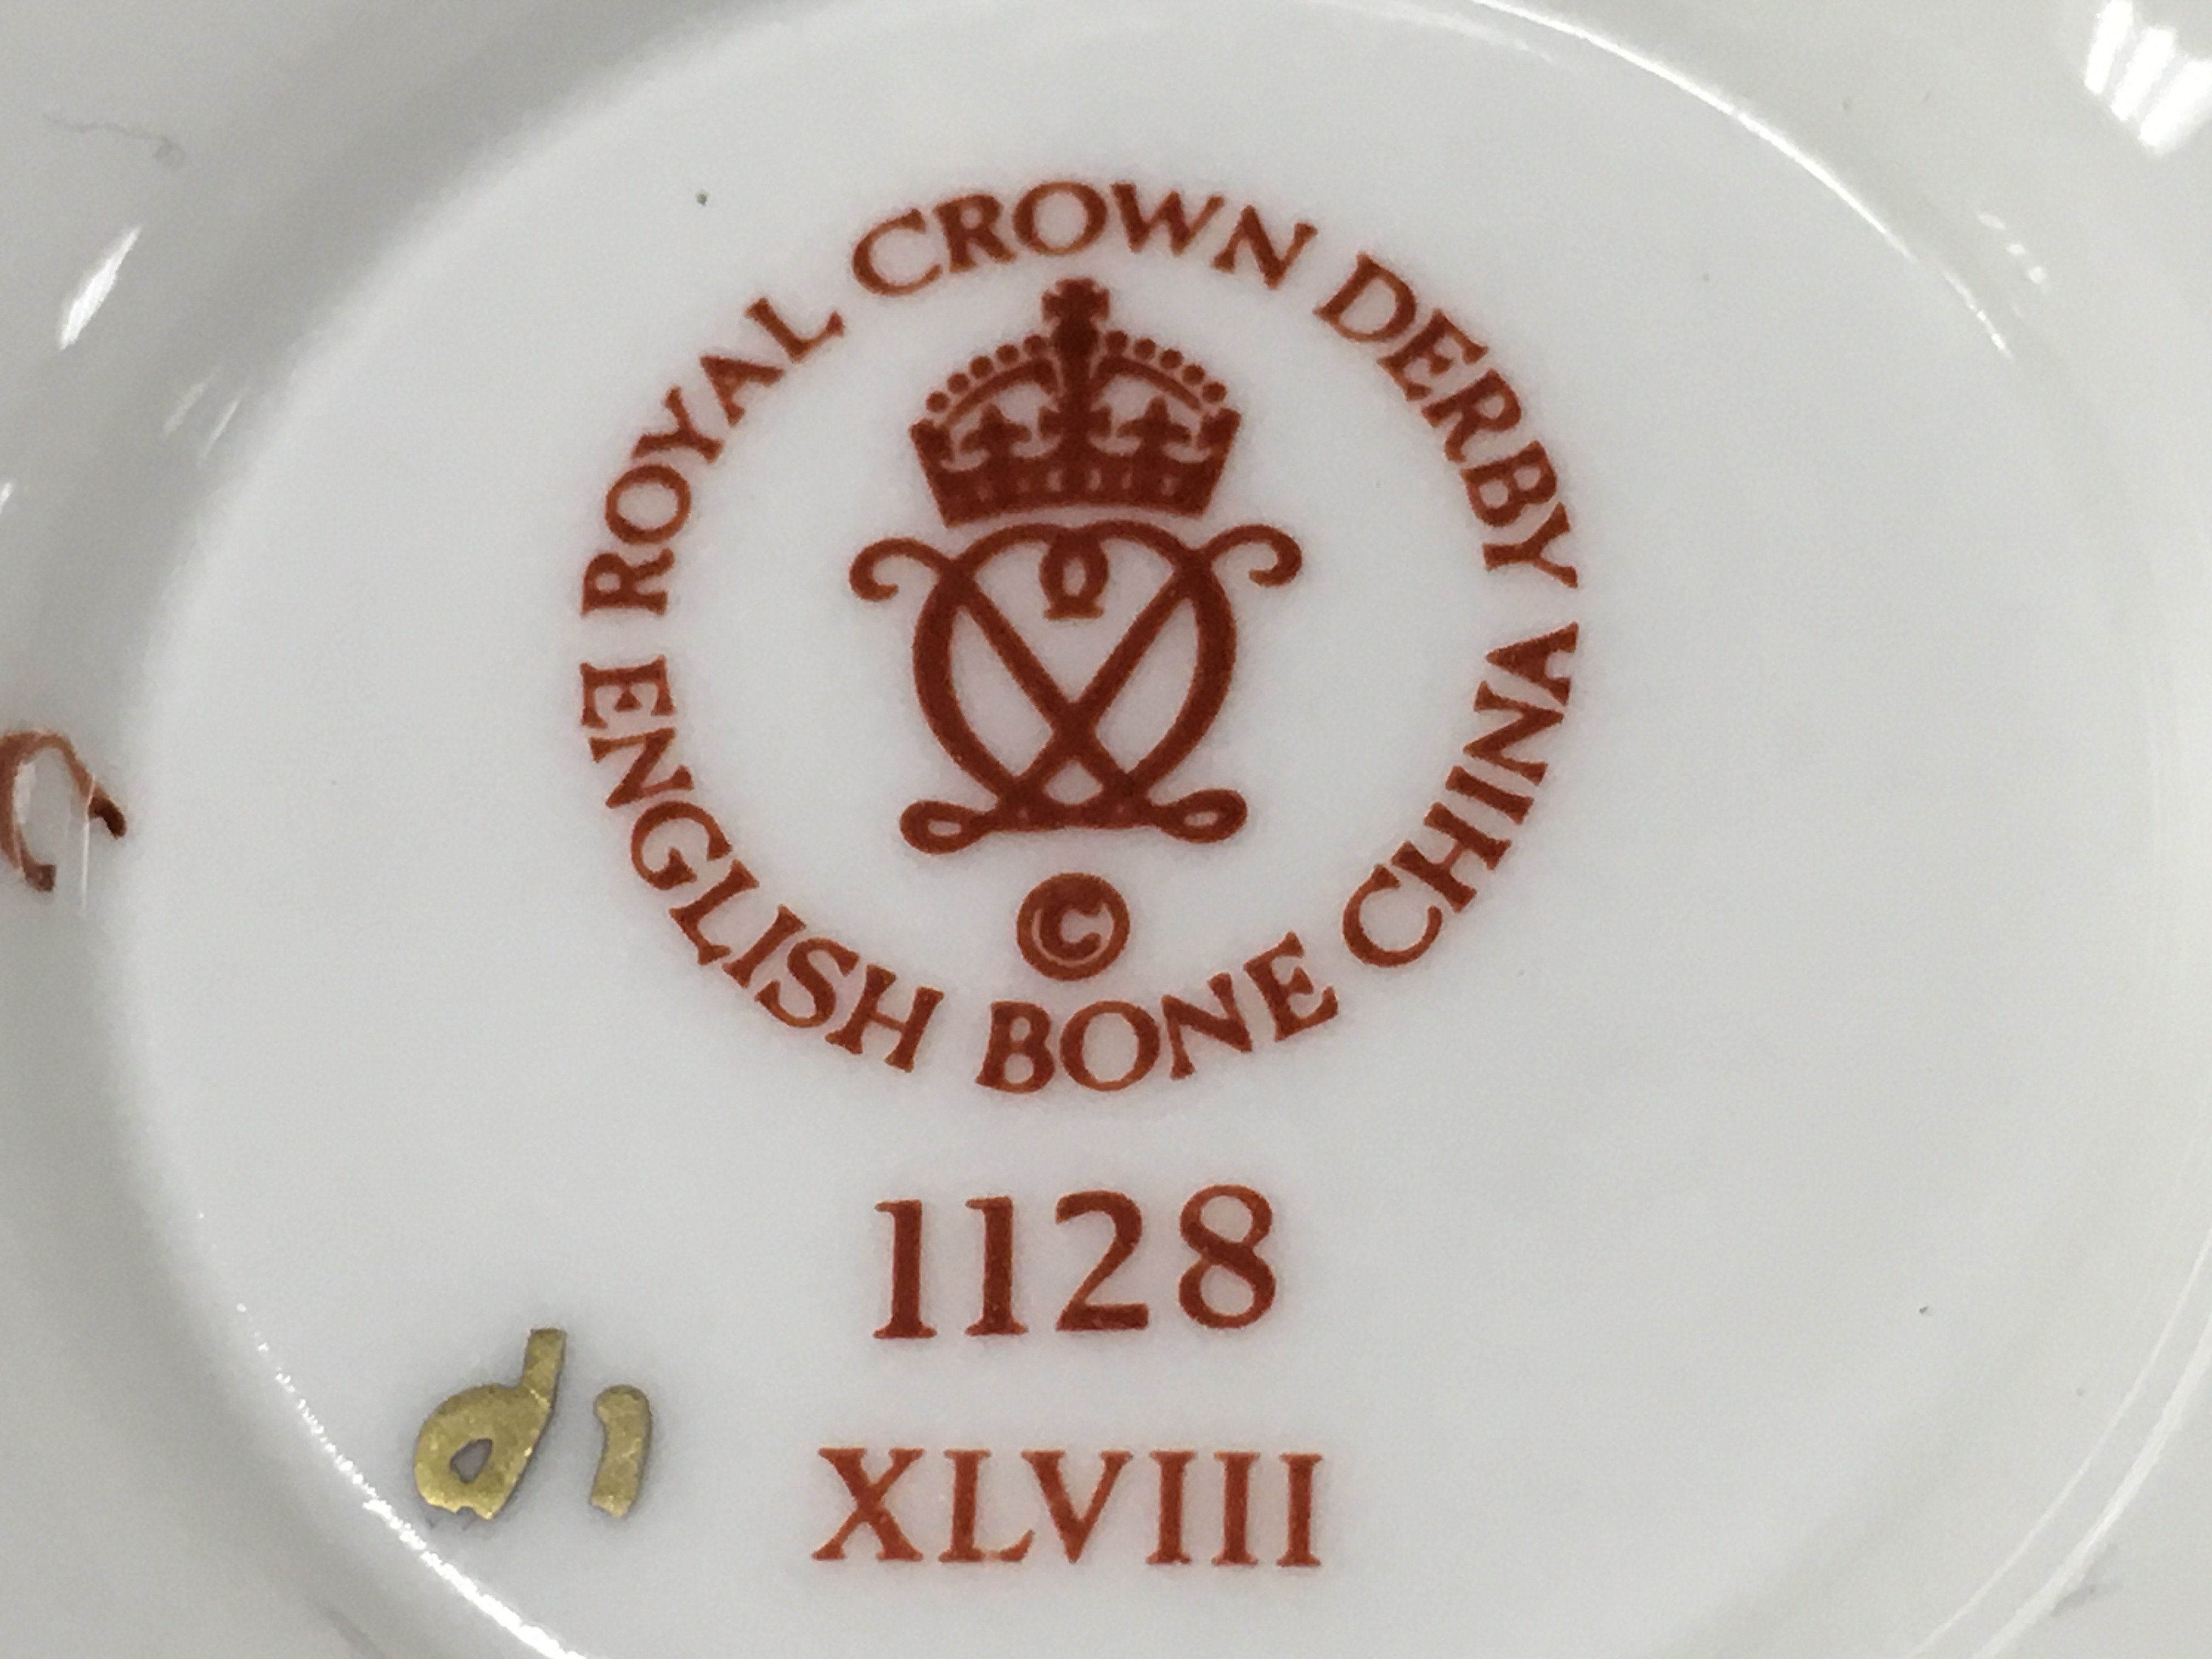 ROYAL CROWN DERBY
ENGLISH BONE CHINA
©
1128
XLVIII